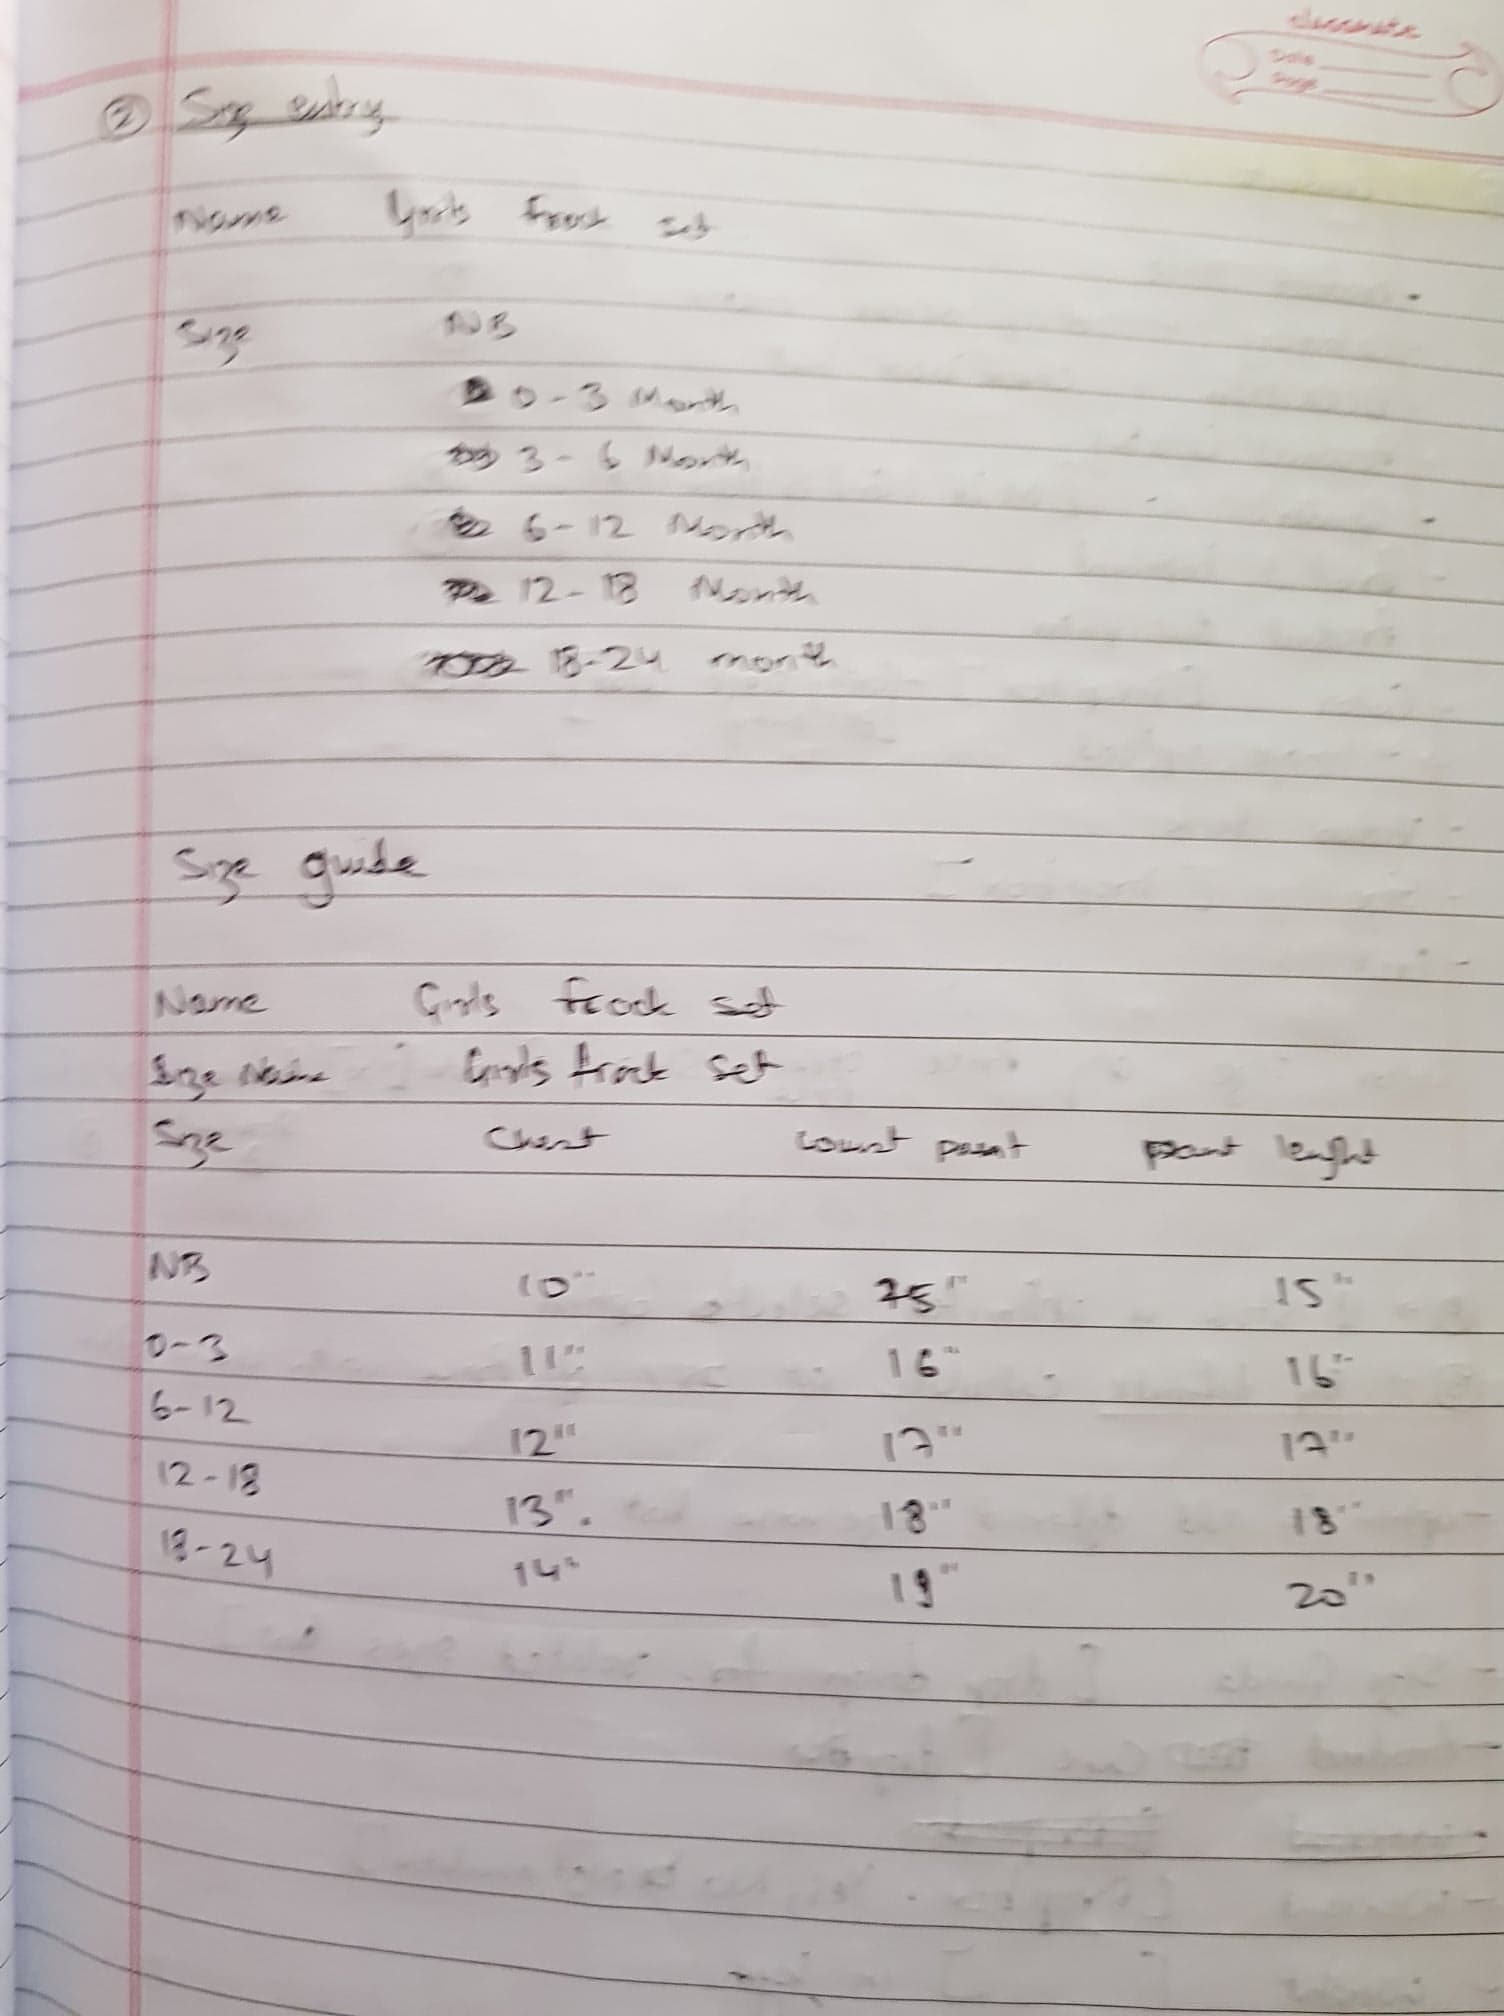 classmate
Date
Page
② Size entry
Name Girls frock set
Size NB
0-3 Month
3-6 Month
6-12 Month
12-18 Month
18-24 month
Size guide
Name Girls frock set
Size Name Girls frock set
Size Chest pant pant lenght
NB 10" 25" 15"
0-3 11" 16" 16"
6-12 12" 17" 17"
12-18 13". 18" 18"
18-24 14" 19" 20"